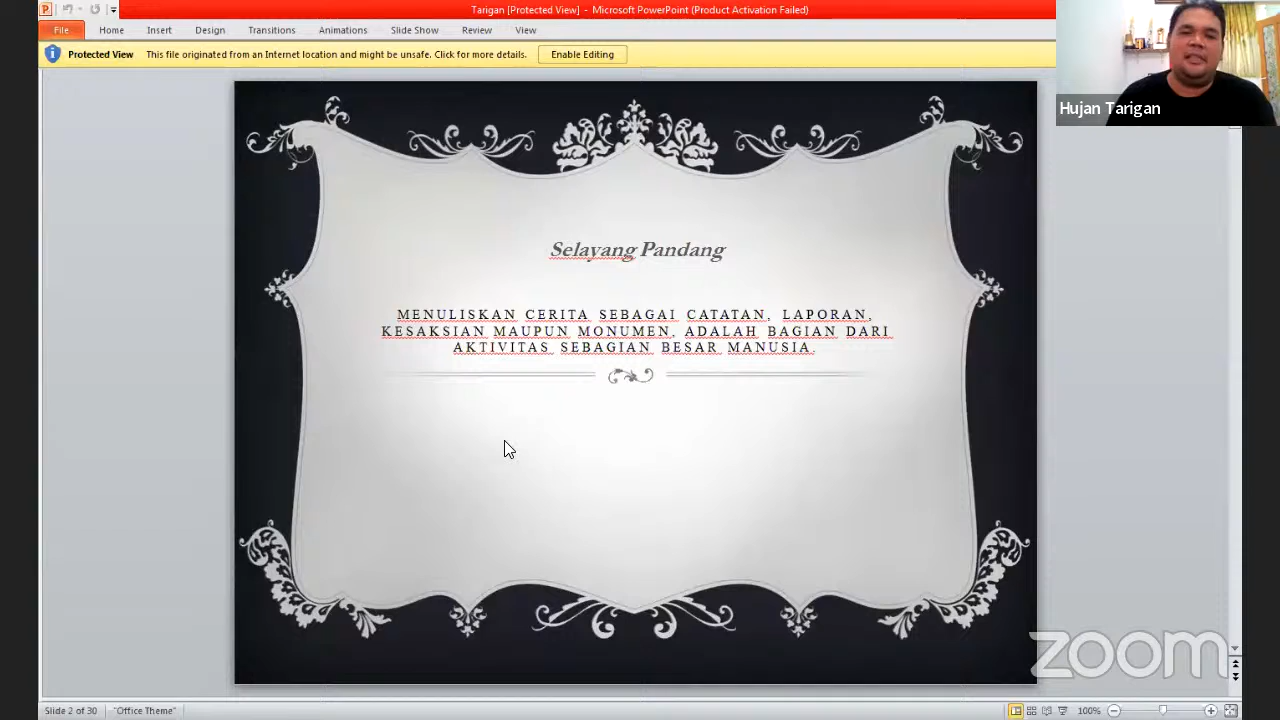 Tarigan [Protected View] - Microsoft PowerPoint (Product Activation Failed)
File Home Insert Design Transitions Animations Slide Show Review View
Protected View This file originated from an Internet location and might be unsafe. Click for more details. Enable Editing
Hujan Tarigan
Selayang Pandang
MENULISKAN CERITA SEBAGAI CATATAN, LAPORAN,
KESAKSIAN MAUPUN MONUMEN, ADALAH BAGIAN DARI
AKTIVITAS SEBAGIAN BESAR MANUSIA.
zoom
Slide 2 of 30 "Office Theme" 100%